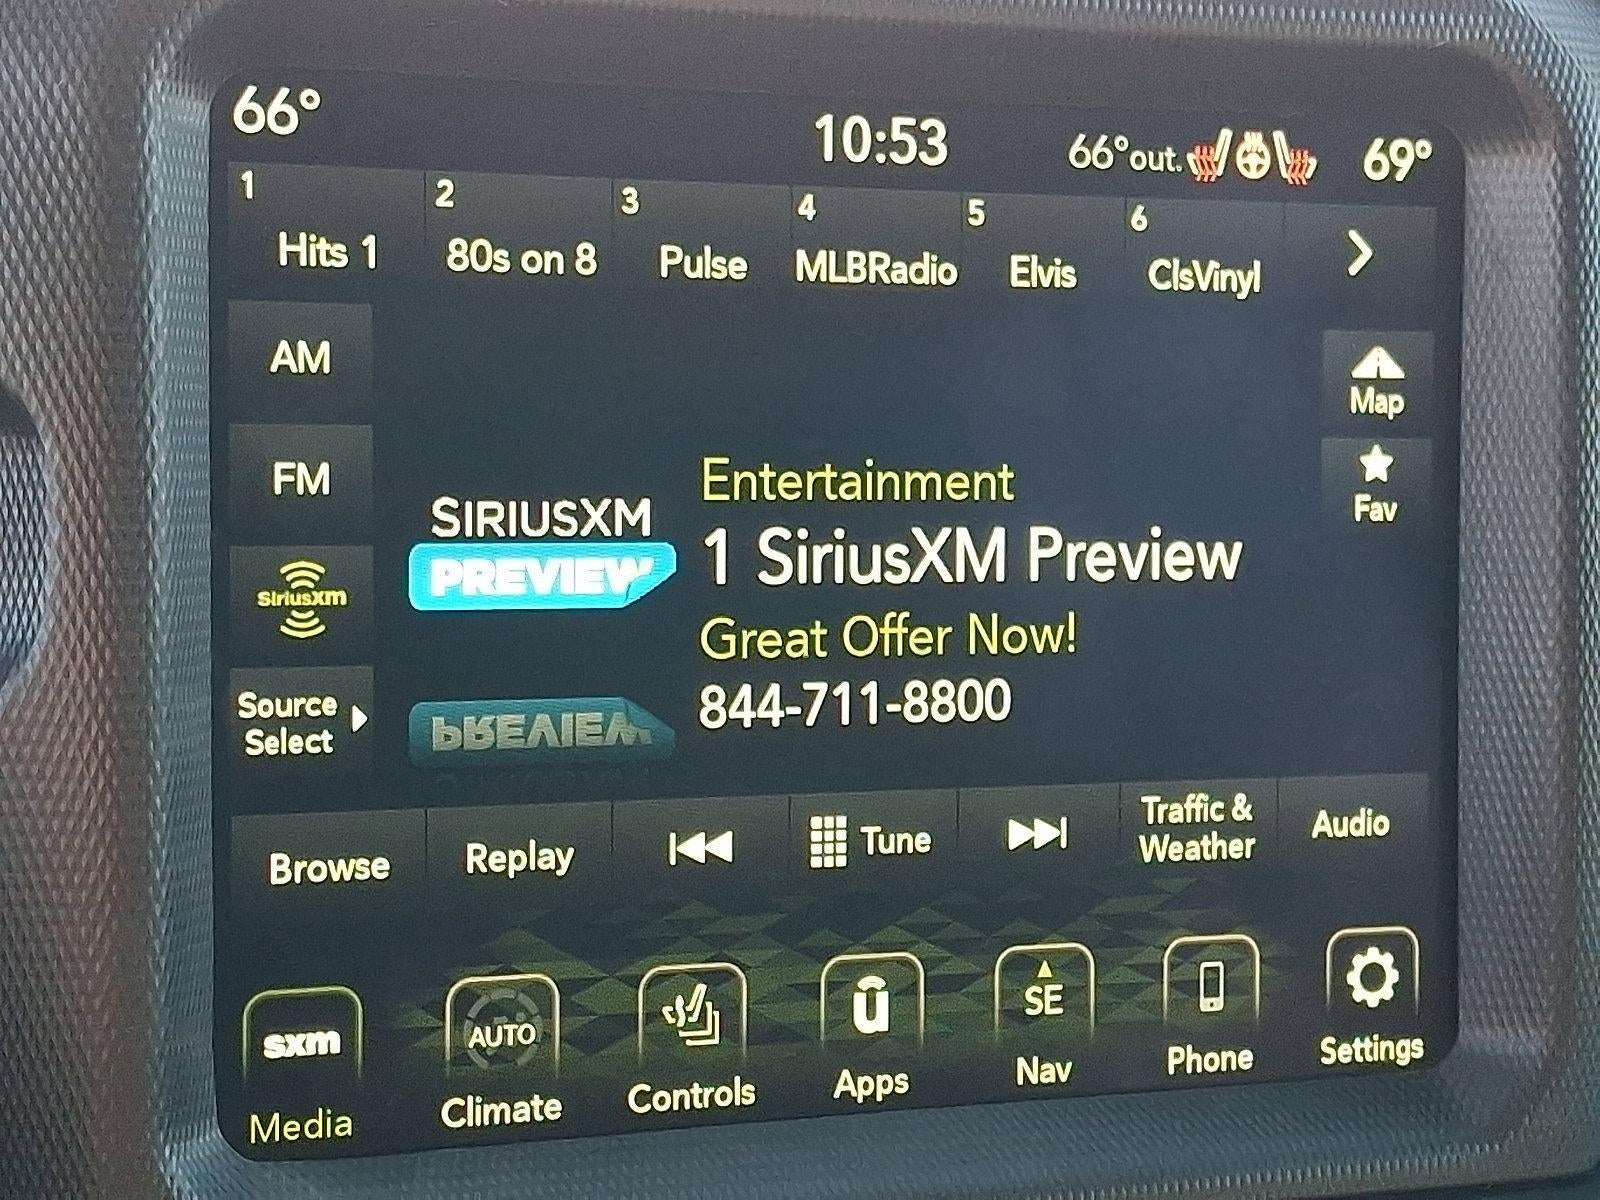 66°
10:53
66°out.
69°
1
2
3
4
5
6
Hits 1
80s on 8
Pulse
MLBRadio
Elvis
ClsVinyl
AM
FM
SiriusXM
Source
Select
Map
Fav
SIRIUSXM
PREVIEW
Entertainment
1 SiriusXM Preview
Great Offer Now!
844-711-8800
PREVIEW
Browse
Replay
Tune
Traffic &
Weather
Audio
sxm
Media
AUTO
Climate
Controls
ū
Apps
SE
Nav
Phone
Settings